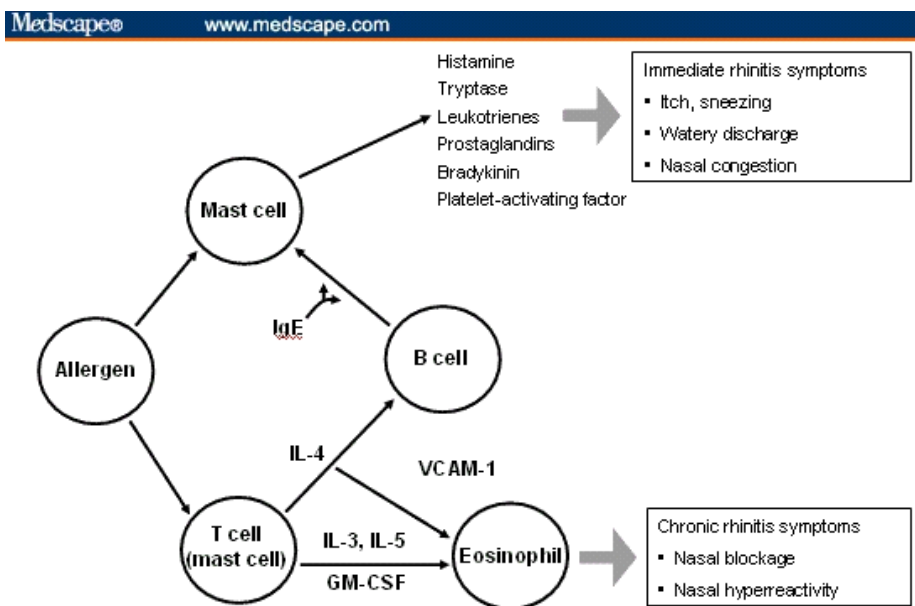 Medscape® www.medscape.com
Histamine
Tryptase
Leukotrienes
Prostaglandins
Bradykinin
Platelet-activating factor
Immediate rhinitis symptoms
▪ Itch, sneezing
▪ Watery discharge
▪ Nasal congestion
Mast cell
IgE
Allergen
B cell
IL-4
VCAM-1
T cell
(mast cell)
IL-3, IL-5
GM-CSF
Eosinophil
Chronic rhinitis symptoms
▪ Nasal blockage
▪ Nasal hyperreactivity